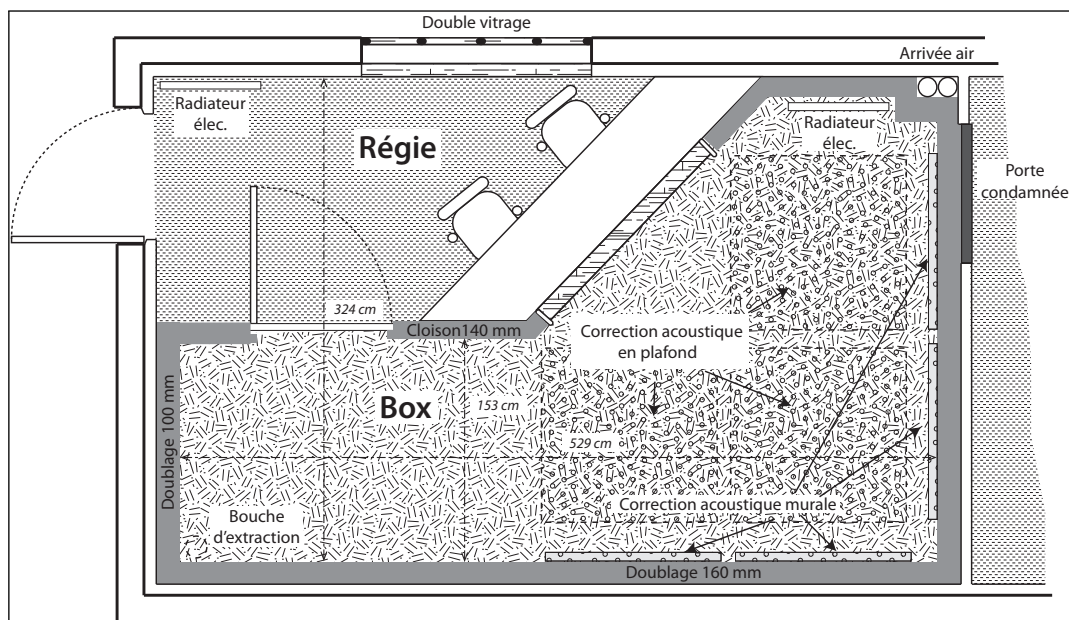 Double vitrage
Arrivée air
Radiateur
élec.
Régie
Radiateur
élec.
Porte
condamnée
324 cm
Cloison140 mm
Correction acoustique
en plafond
Doublage 100 mm
Box
153 cm
529 cm
Bouche
d’extraction
Correction acoustique murale
Doublage 160 mm